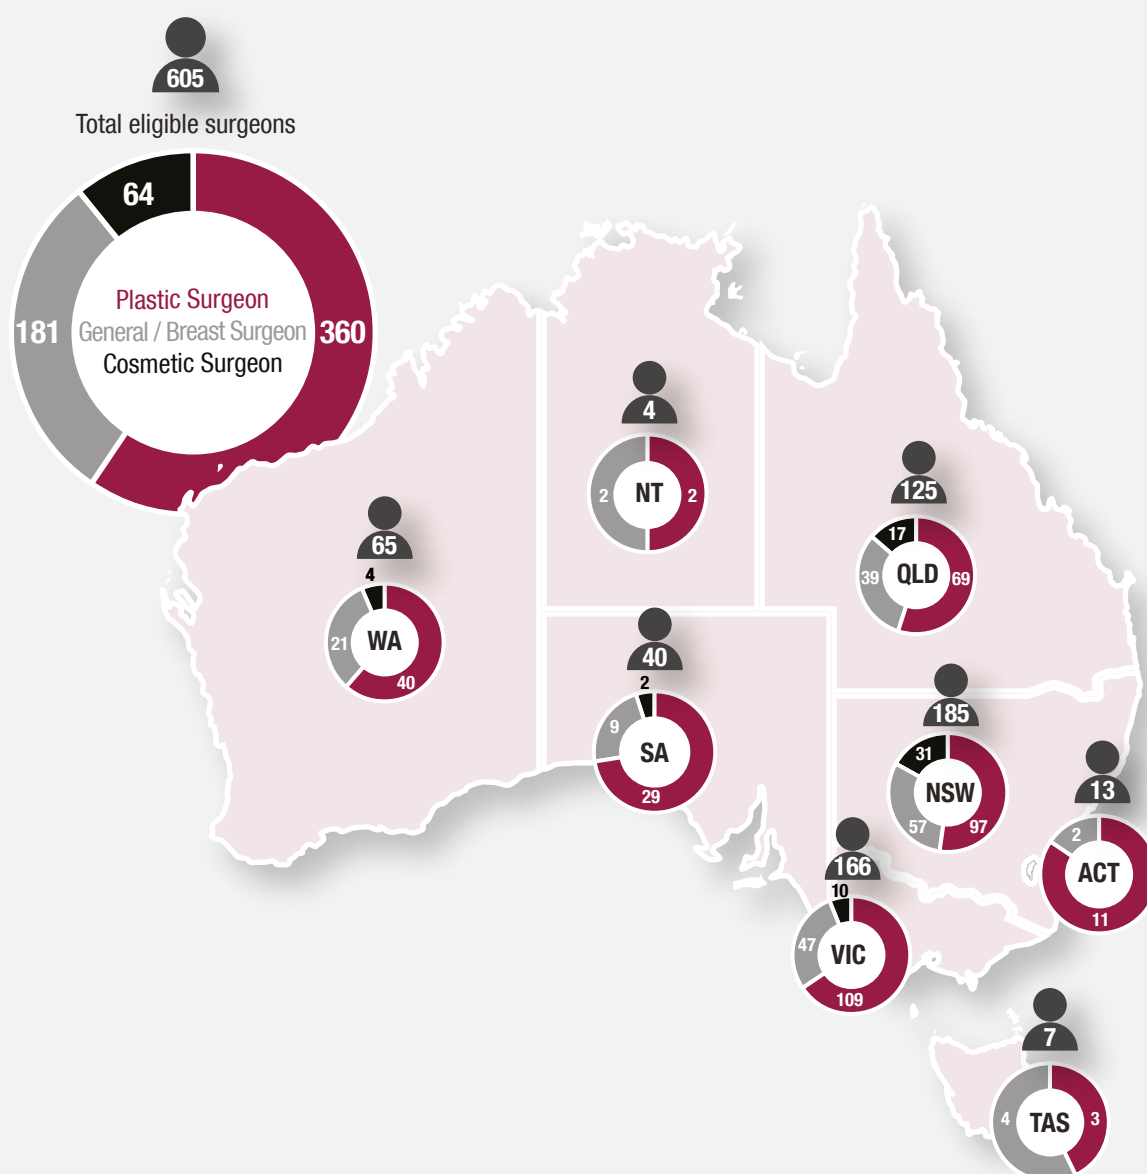 605
Total eligible surgeons
64
181
360
Plastic Surgeon
General / Breast Surgeon
Cosmetic Surgeon
4
2
NT
2
125
17
39
QLD
69
65
4
21
WA
40
40
2
9
SA
29
185
31
NSW
57
97
13
2
ACT
11
166
10
47
VIC
109
7
4
TAS
3